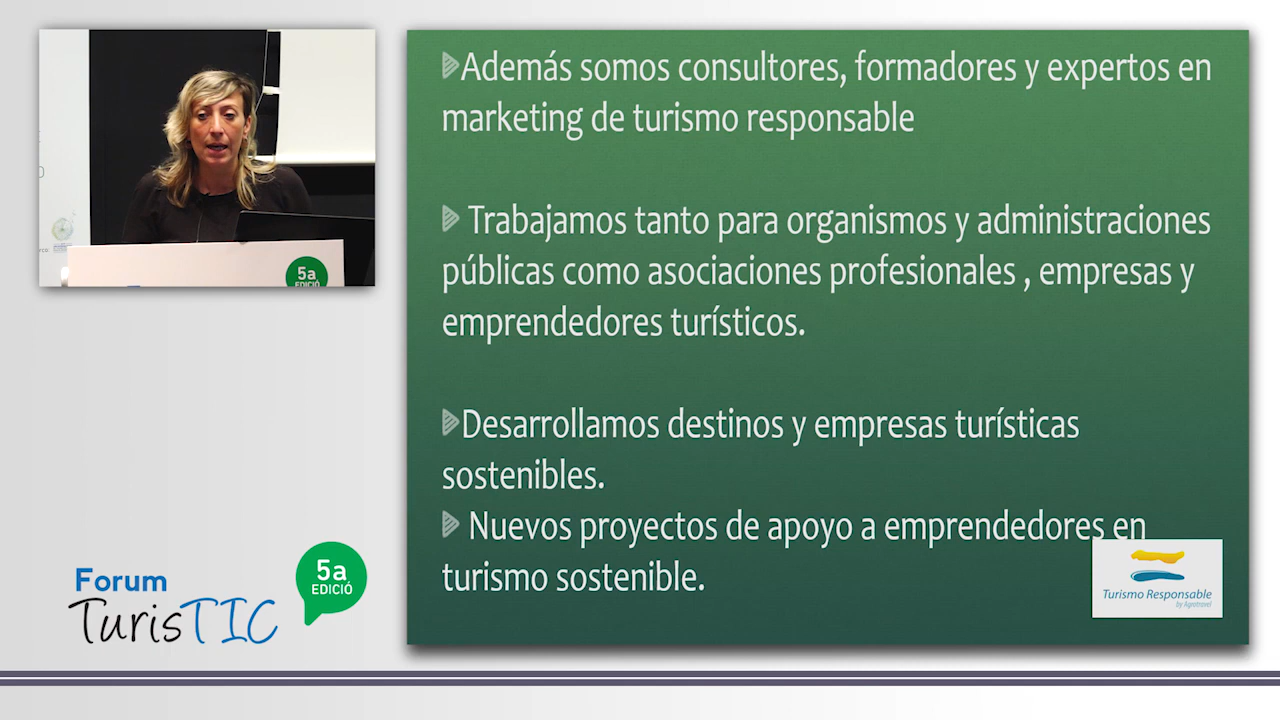 Además somos consultores, formadores y expertos en
marketing de turismo responsable
Trabajamos tanto para organismos y administraciones
públicas como asociaciones profesionales , empresas y
emprendedores turísticos.
Desarrollamos destinos y empresas turísticas
sostenibles.
Nuevos proyectos de apoyo a emprendedores en
turismo sostenible.
Turismo Responsable
by Agrotravel
5a
EDICIÓ
Forum
TurisTIC
5a
EDICIÓ